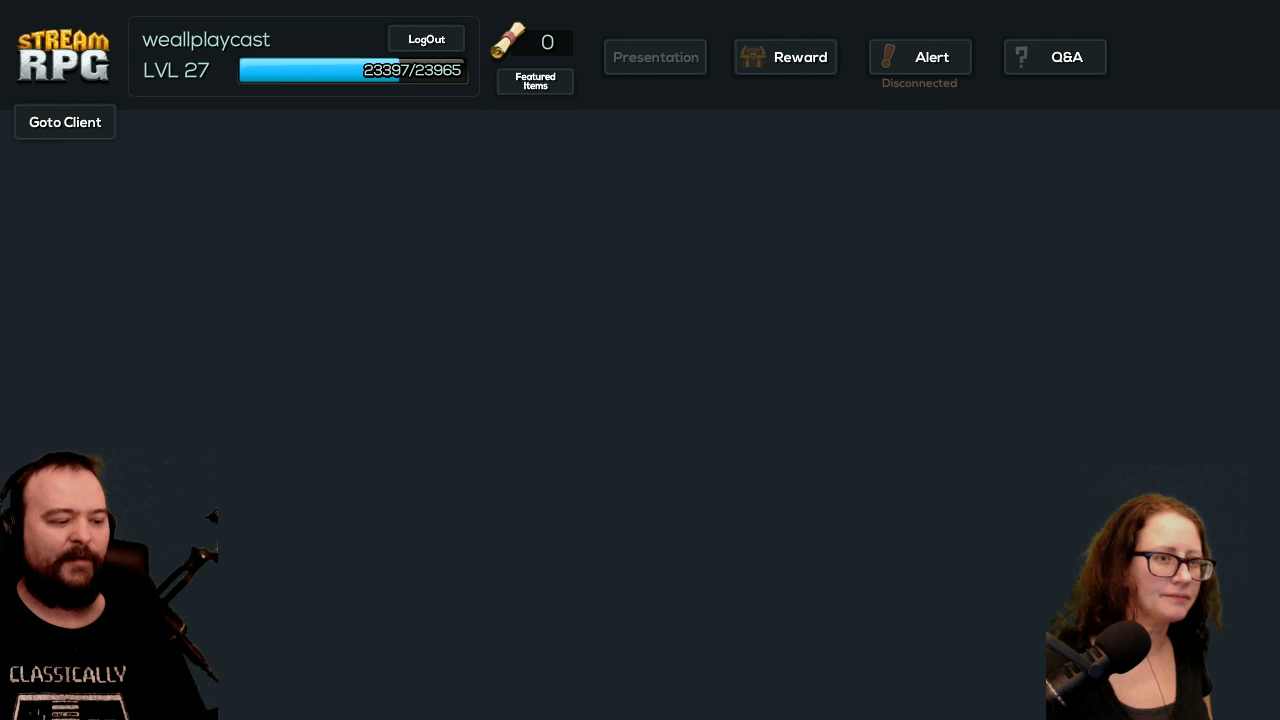 STREAM
RPG
weallplaycast
LogOut
LVL 27
23397/23965
0
Featured
Items
Presentation
Reward
Alert
Disconnected
Q&A
Goto Client
CLASSICALLY